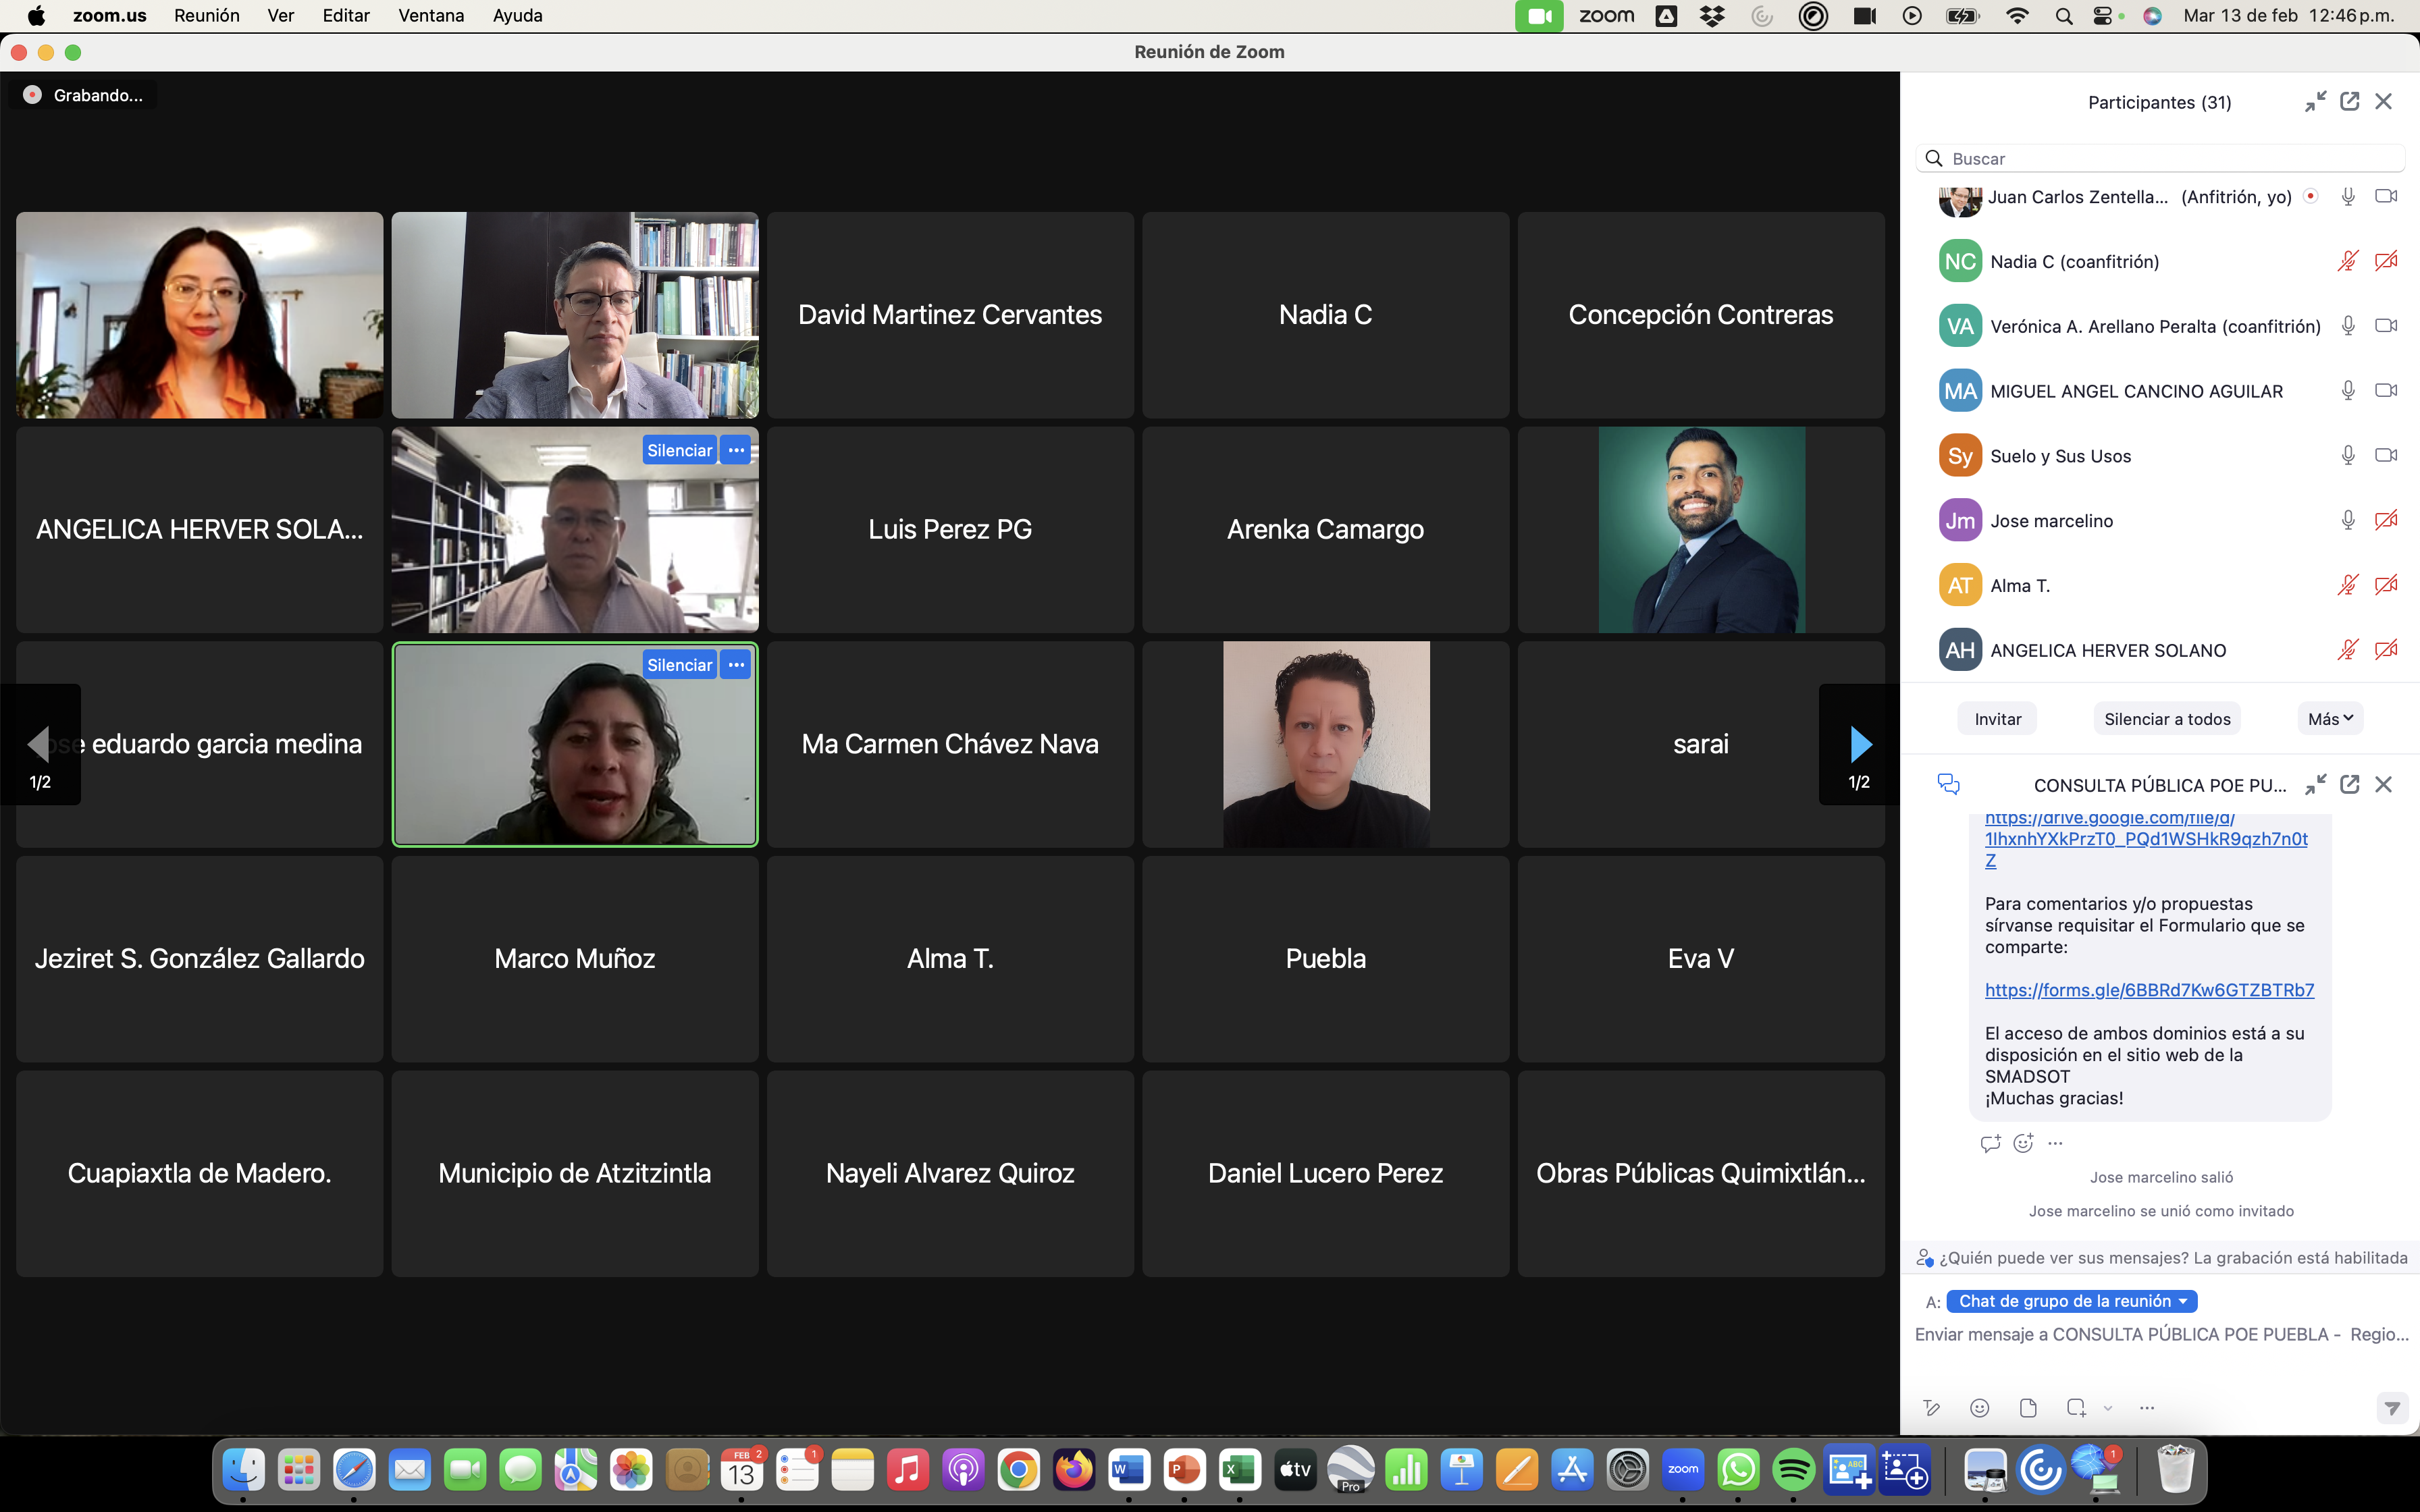 zoom.us Reunión Ver Editar Ventana Ayuda
zoom
Mar 13 de feb 12:46 p.m.
Reunión de Zoom
Grabando...
David Martinez Cervantes
Nadia C
Concepción Contreras
ANGELICA HERVER SOLA...
Silenciar ...
Luis Perez PG
Arenka Camargo
eduardo garcia medina
1/2
Silenciar ...
Ma Carmen Chávez Nava
sarai
1/2
Jeziret S. González Gallardo
Marco Muñoz
Alma T.
Puebla
Eva V
Cuapiaxtla de Madero.
Municipio de Atzitzintla
Nayeli Alvarez Quiroz
Daniel Lucero Perez
Obras Públicas Quimixtlán...
Participantes (31)
Buscar
Juan Carlos Zentella... (Anfitrión, yo)
NC Nadia C (coanfitrión)
VA Verónica A. Arellano Peralta (coanfitrión)
MA MIGUEL ANGEL CANCINO AGUILAR
Sy Suelo y Sus Usos
Jm Jose marcelino
AT Alma T.
AH ANGELICA HERVER SOLANO
Invitar Silenciar a todos Más
CONSULTA PÚBLICA POE PU...
https://drive.google.com/file/d/
1lhxnhYXkPrzT0_PQd1WSHkR9qzh7n0t
Z
Para comentarios y/o propuestas
sírvanse requisitar el Formulario que se
comparte:
https://forms.gle/6BBRd7Kw6GTZBTRb7
El acceso de ambos dominios está a su
disposición en el sitio web de la
SMADSOT
¡Muchas gracias!
Jose marcelino salió
Jose marcelino se unió como invitado
¿Quién puede ver sus mensajes? La grabación está habilitada
A: Chat de grupo de la reunión
Enviar mensaje a CONSULTA PÚBLICA POE PUEBLA - Regio...
FEB 2
13
1
W
P
X
tv
Pro
zoom
ABC
1